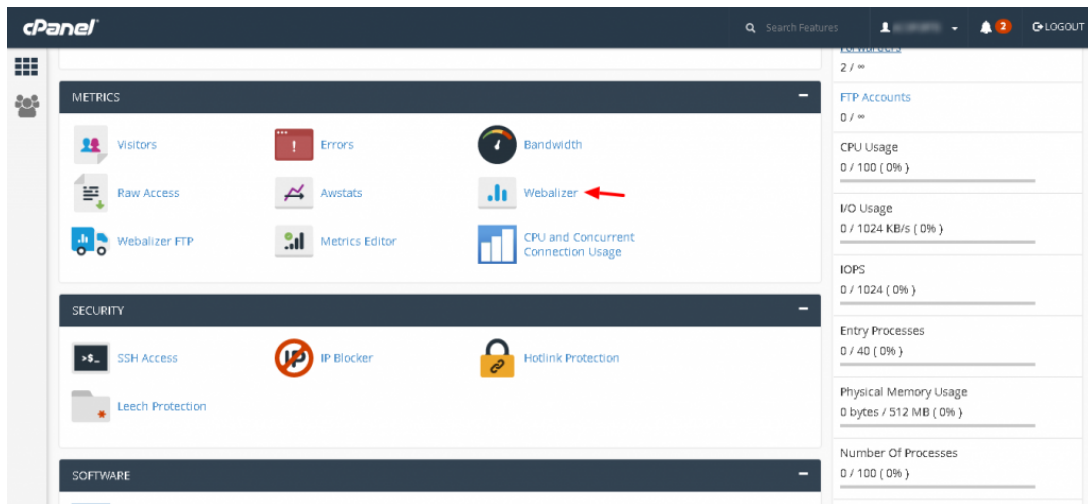 cPanel
Search Features
2
LOGOUT
METRICS
Visitors
Errors
Bandwidth
Raw Access
Awstats
Webalizer
Webalizer FTP
Metrics Editor
CPU and Concurrent
Connection Usage
SECURITY
>$_
SSH Access
IP
IP Blocker
Hotlink Protection
Leech Protection
SOFTWARE
Forwarders
2 / ∞
FTP Accounts
0 / ∞
CPU Usage
0 / 100 ( 0% )
I/O Usage
0 / 1024 KB/s ( 0% )
IOPS
0 / 1024 ( 0% )
Entry Processes
0 / 40 ( 0% )
Physical Memory Usage
0 bytes / 512 MB ( 0% )
Number Of Processes
0 / 100 ( 0% )